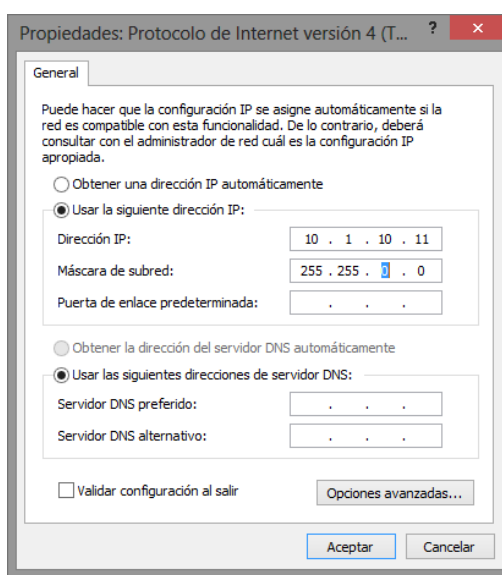 Propiedades: Protocolo de Internet versión 4 (T... ? ×
General
Puede hacer que la configuración IP se asigne automáticamente si la
red es compatible con esta funcionalidad. De lo contrario, deberá
consultar con el administrador de red cuál es la configuración IP
apropiada.
Obtener una dirección IP automáticamente
Usar la siguiente dirección IP:
Dirección IP: 10 . 1 . 10 . 11
Máscara de subred: 255 . 255 . 0 . 0
Puerta de enlace predeterminada: . . .
Obtener la dirección del servidor DNS automáticamente
Usar las siguientes direcciones de servidor DNS:
Servidor DNS preferido: . . .
Servidor DNS alternativo: . . .
Validar configuración al salir
Opciones avanzadas...
Aceptar
Cancelar